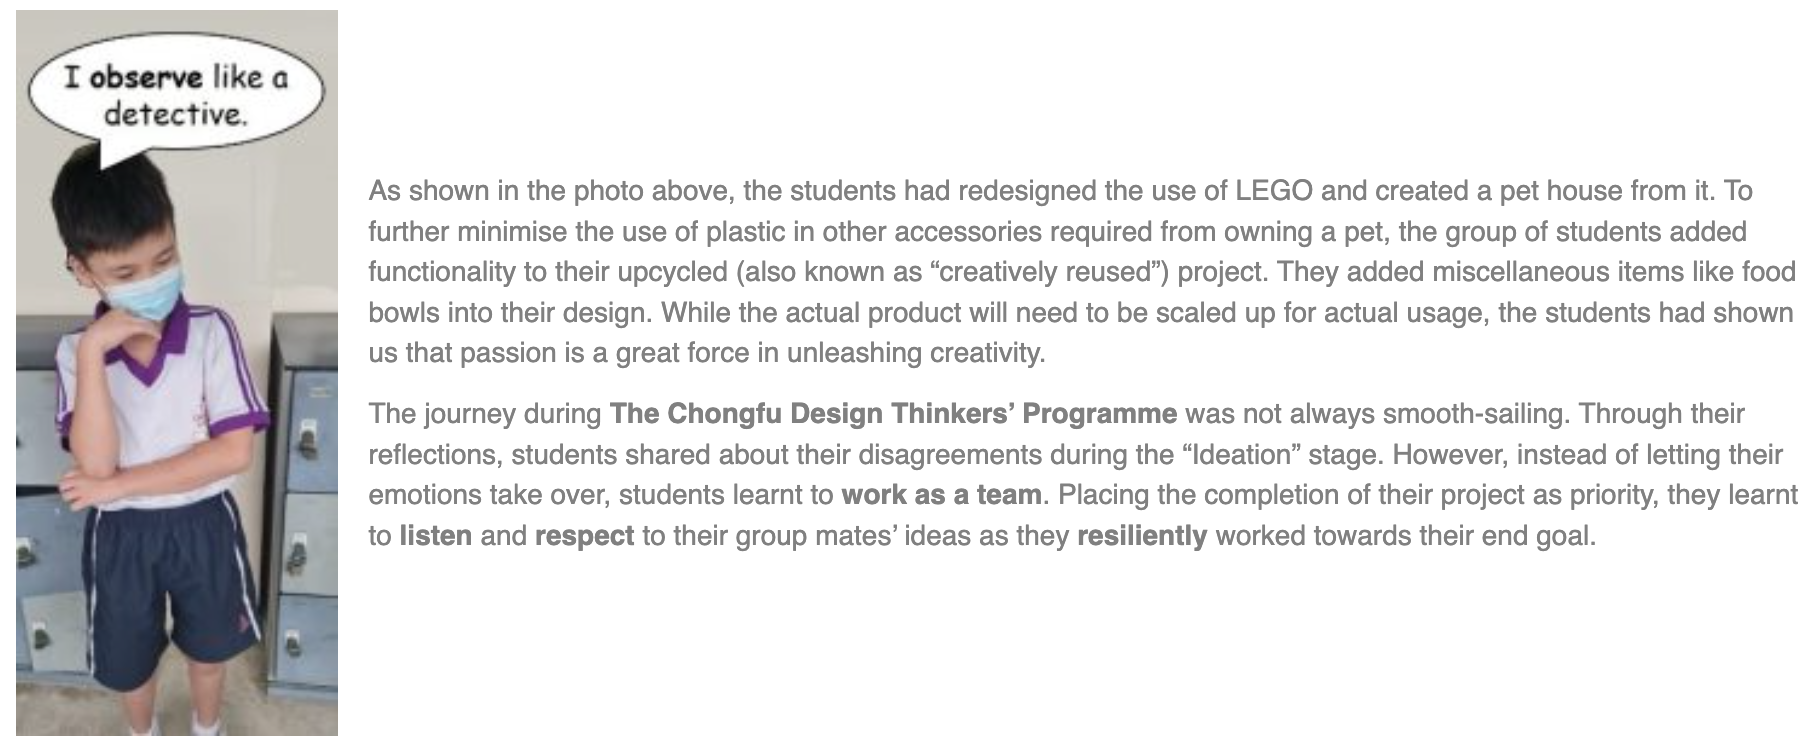 I observe like a
detective.
As shown in the photo above, the students had redesigned the use of LEGO and created a pet house from it. To
further minimise the use of plastic in other accessories required from owning a pet, the group of students added
functionality to their upcycled (also known as “creatively reused”) project. They added miscellaneous items like food
bowls into their design. While the actual product will need to be scaled up for actual usage, the students had shown
us that passion is a great force in unleashing creativity.
The journey during The Chongfu Design Thinkers’ Programme was not always smooth-sailing. Through their
reflections, students shared about their disagreements during the “Ideation” stage. However, instead of letting their
emotions take over, students learnt to work as a team. Placing the completion of their project as priority, they learnt
to listen and respect to their group mates’ ideas as they resiliently worked towards their end goal.